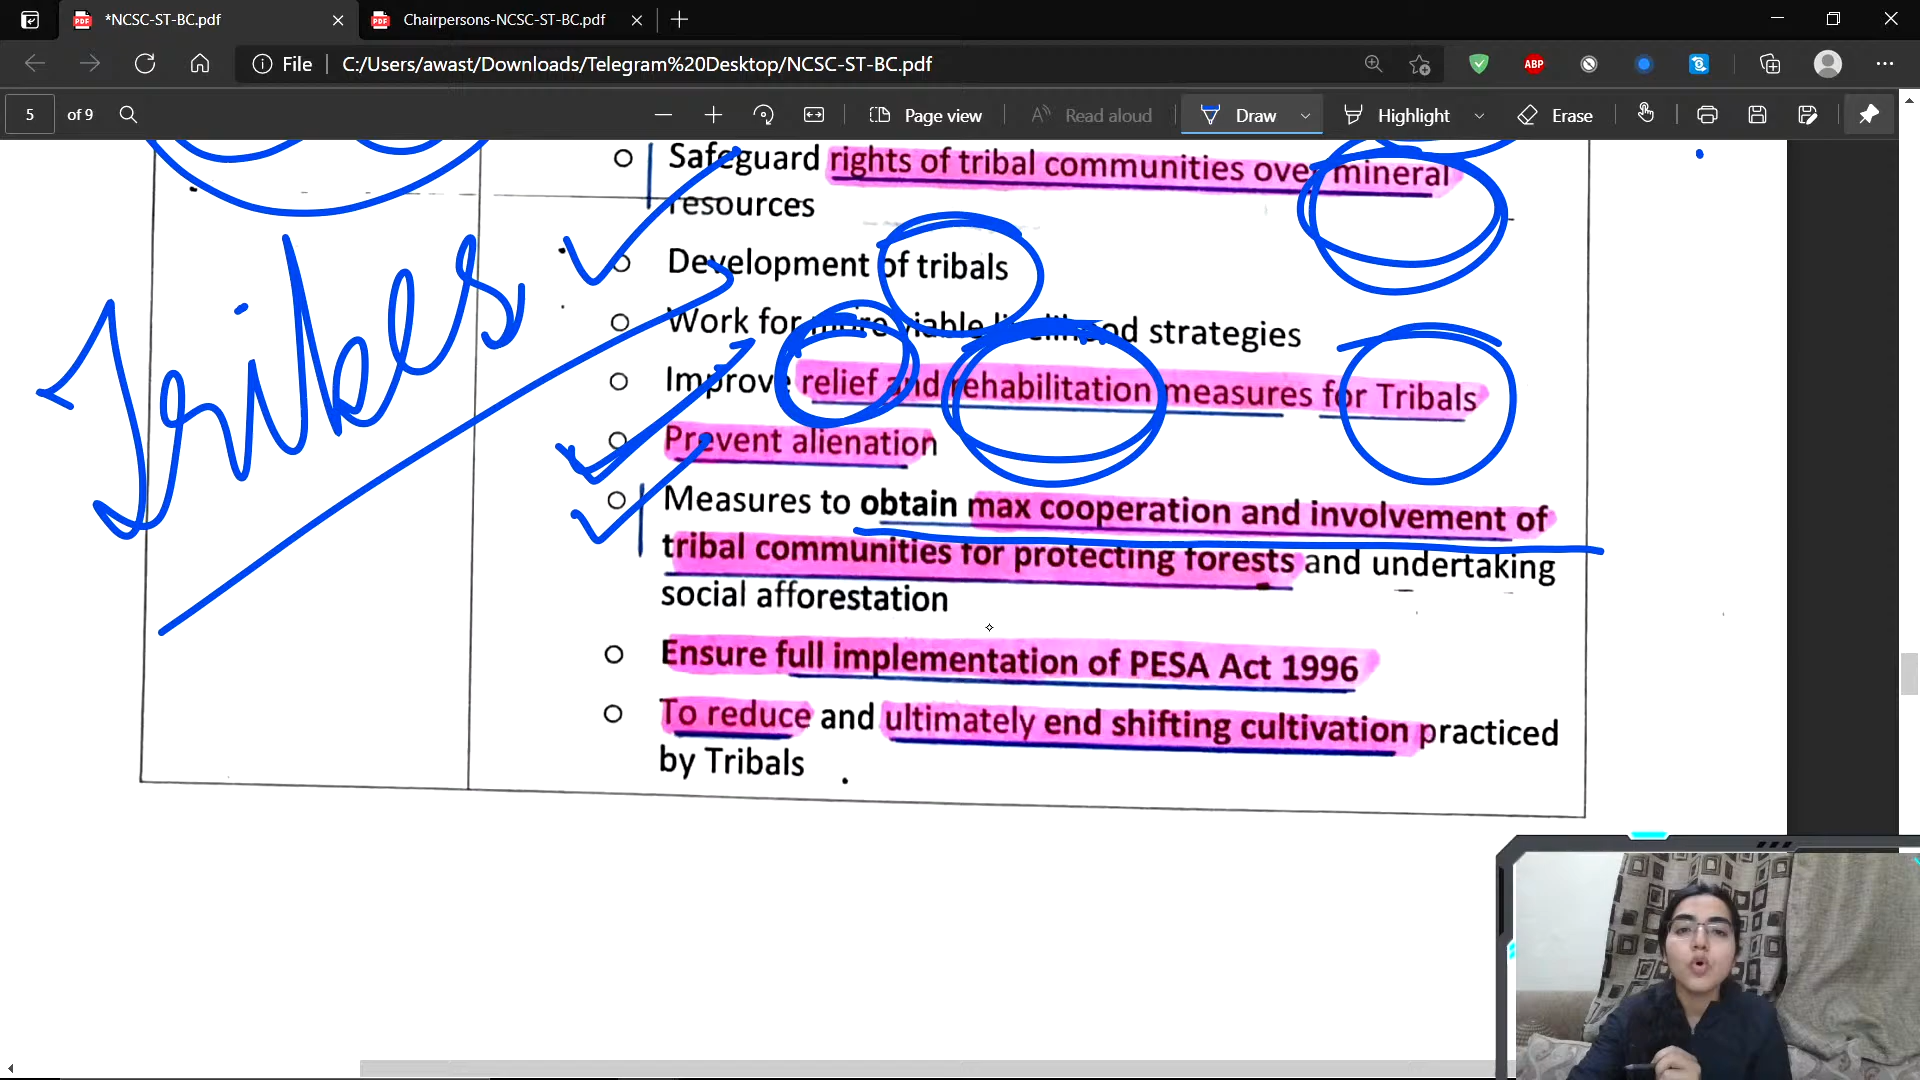 *NCSC-ST-BC.pdf
Chairpersons-NCSC-ST-BC.pdf
File
C:/Users/awast/Downloads/Telegram%20Desktop/NCSC-ST-BC.pdf
ABP
5 of 9
Page view
Read aloud
Draw
Highlight
Erase
Safeguard rights of tribal communities over mineral
resources
Development of tribals
Work for more viable livelihood strategies
Improve relief and rehabilitation measures for Tribals
Prevent alienation
Measures to obtain max cooperation and involvement of
tribal communities for protecting forests and undertaking
social afforestation
Ensure full implementation of PESA Act 1996
To reduce and ultimately end shifting cultivation practiced
by Tribals
Tribes